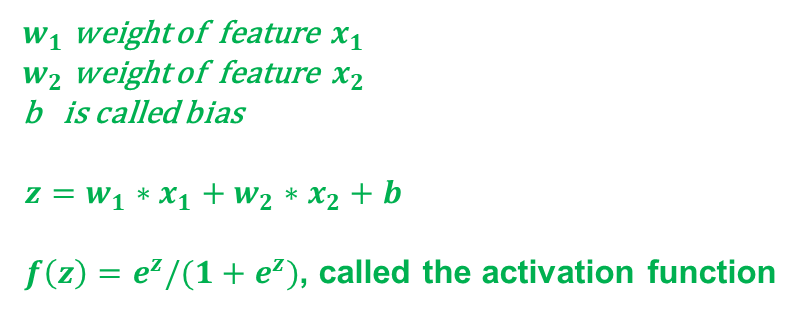 w₁ weight of feature x₁
w₂ weight of feature x₂
b is called bias
z = w₁ * x₁ + w₂ * x₂ + b
f(z) = eᶻ/(1 + eᶻ), called the activation function